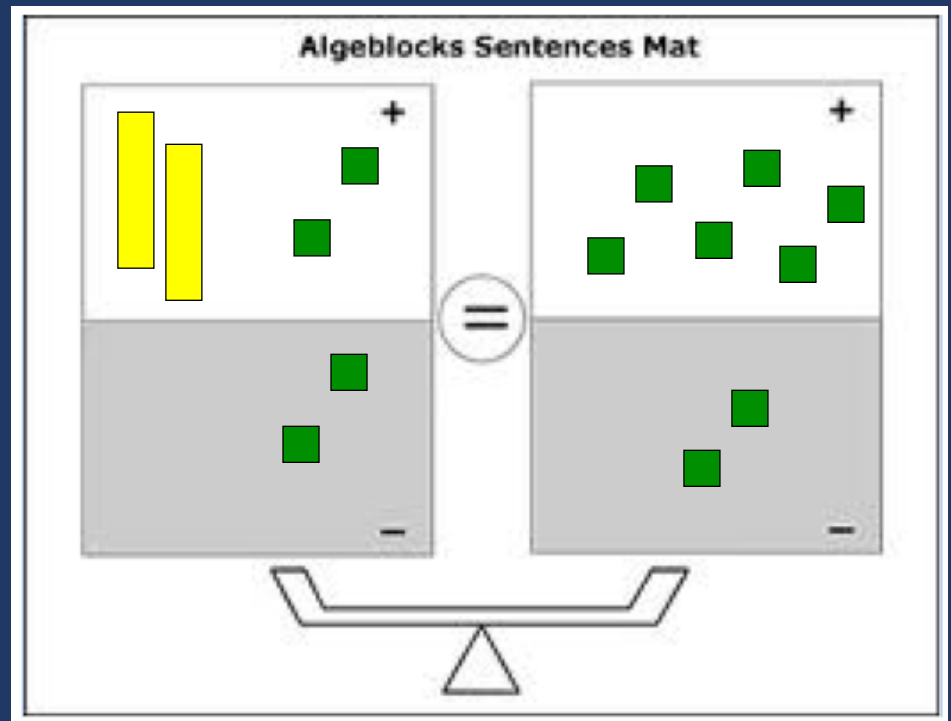 Algeblocks Sentences Mat
+ +
=
− −